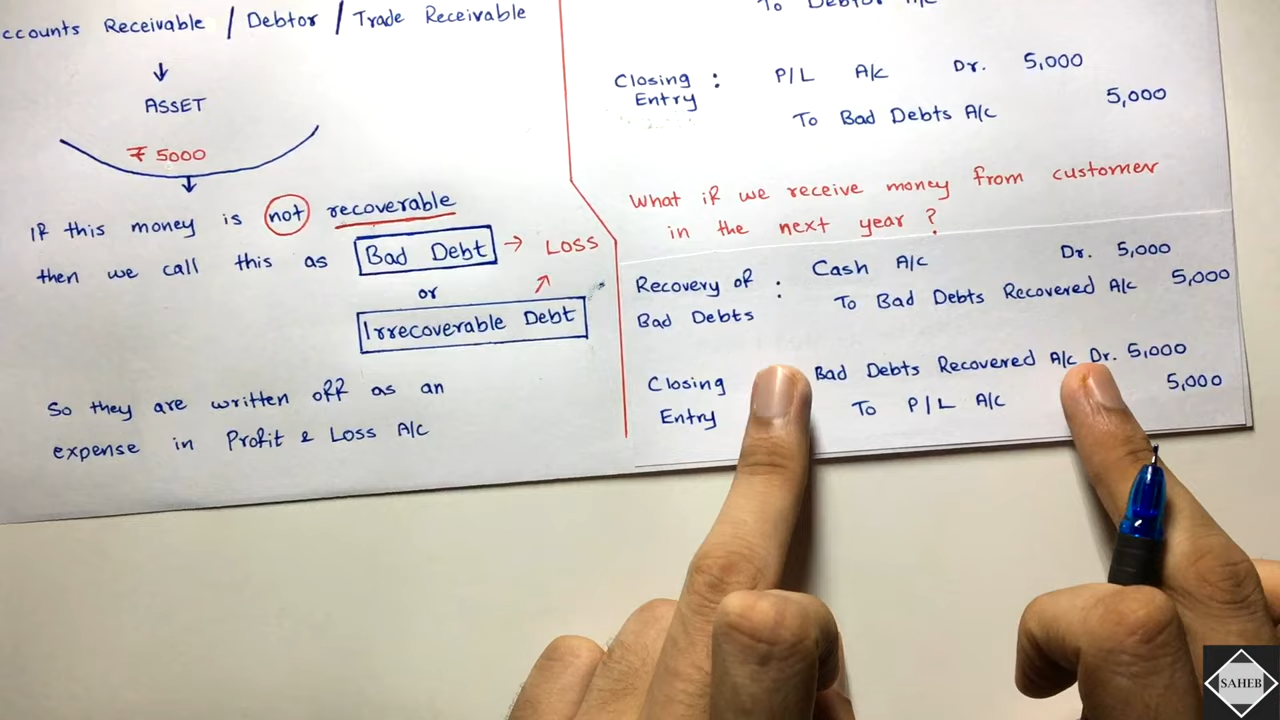 ccounts Receivable / Debtor / Trade Receivable
ASSET
₹ 5000
If this money is not recoverable
then we call this as Bad Debt → LOSS
or
Irrecoverable Debt
So they are written off as an
expense in Profit & Loss A/c
To Debtor A/c
Closing Entry : P/L A/c Dr. 5,000
To Bad Debts A/c 5,000
What if we receive money from customer
in the next year ?
Recovery of Bad Debts : Cash A/c Dr. 5,000
To Bad Debts Recovered A/c 5,000
Closing Entry Bad Debts Recovered A/c Dr. 5,000
To P/L A/c 5,000
SAHEB